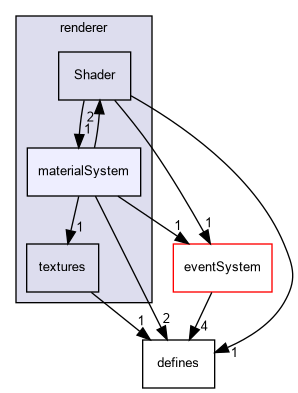 renderer
Shader
2
1
materialSystem
1
1
1
textures
eventSystem
1
2
4
1
defines